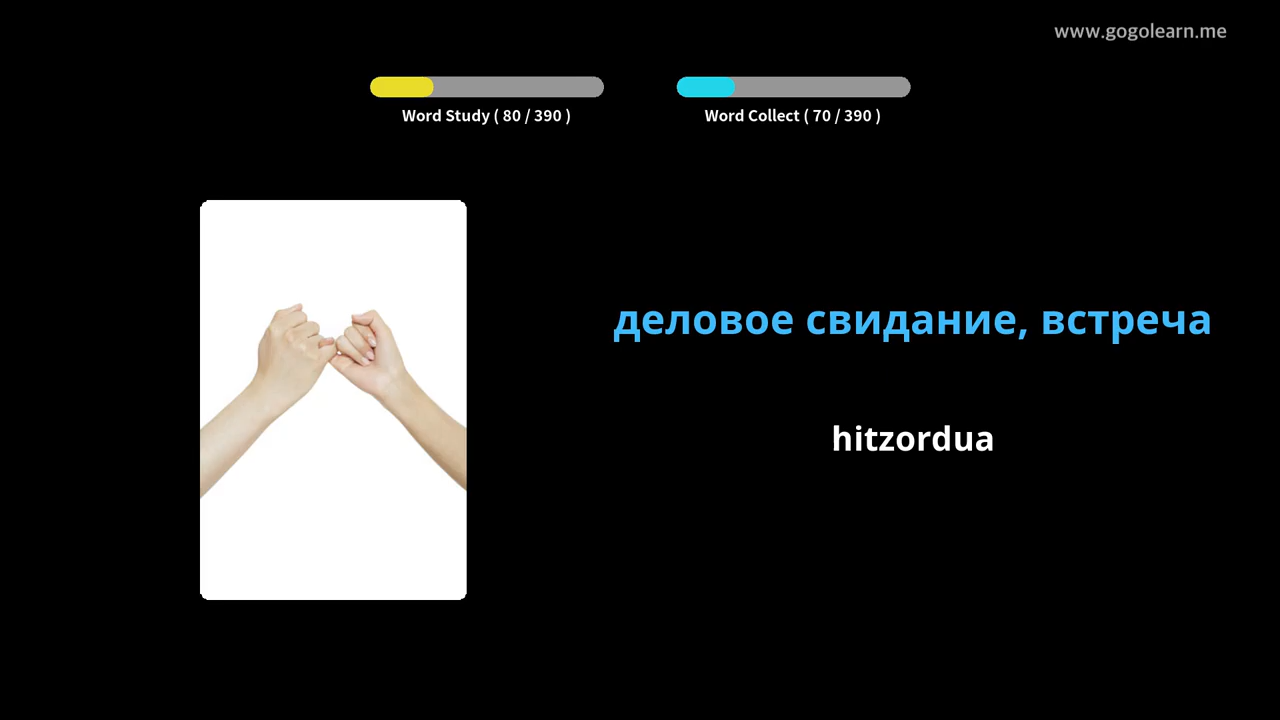 www.gogolearn.me
Word Study ( 80 / 390 )
Word Collect ( 70 / 390 )
деловое свидание, встреча
hitzordua